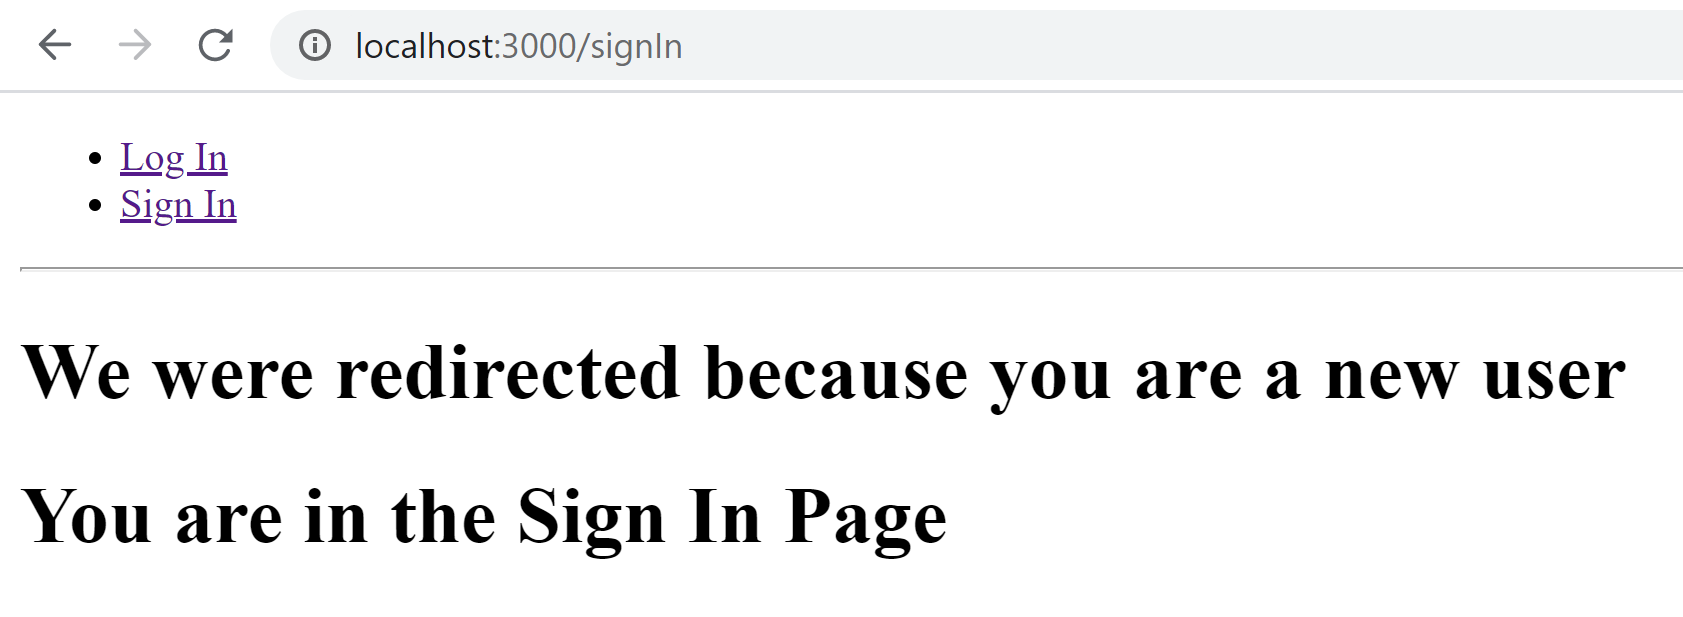 localhost:3000/signIn
Log In
Sign In
We were redirected because you are a new user
You are in the Sign In Page